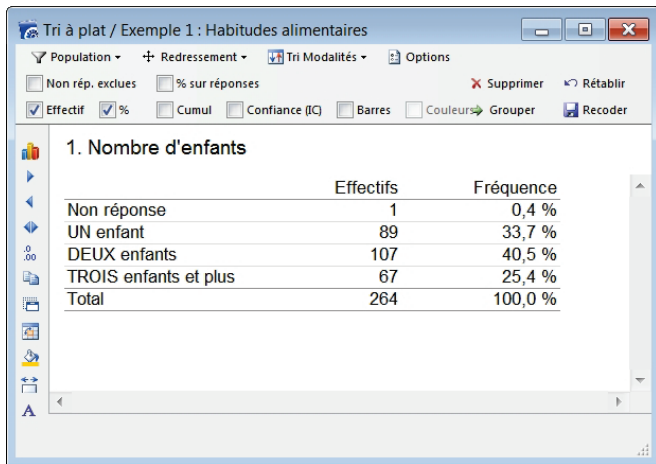 Tri à plat / Exemple 1 : Habitudes alimentaires
Population Redressement Tri Modalités Options
Non rép. exclues % sur réponses Supprimer Rétablir
Effectif % Cumul Confiance (IC) Barres Couleurs Grouper Recoder
1. Nombre d'enfants
Effectifs Fréquence
Non réponse 1 0,4 %
UN enfant 89 33,7 %
DEUX enfants 107 40,5 %
TROIS enfants et plus 67 25,4 %
Total 264 100,0 %
,0
,00
A